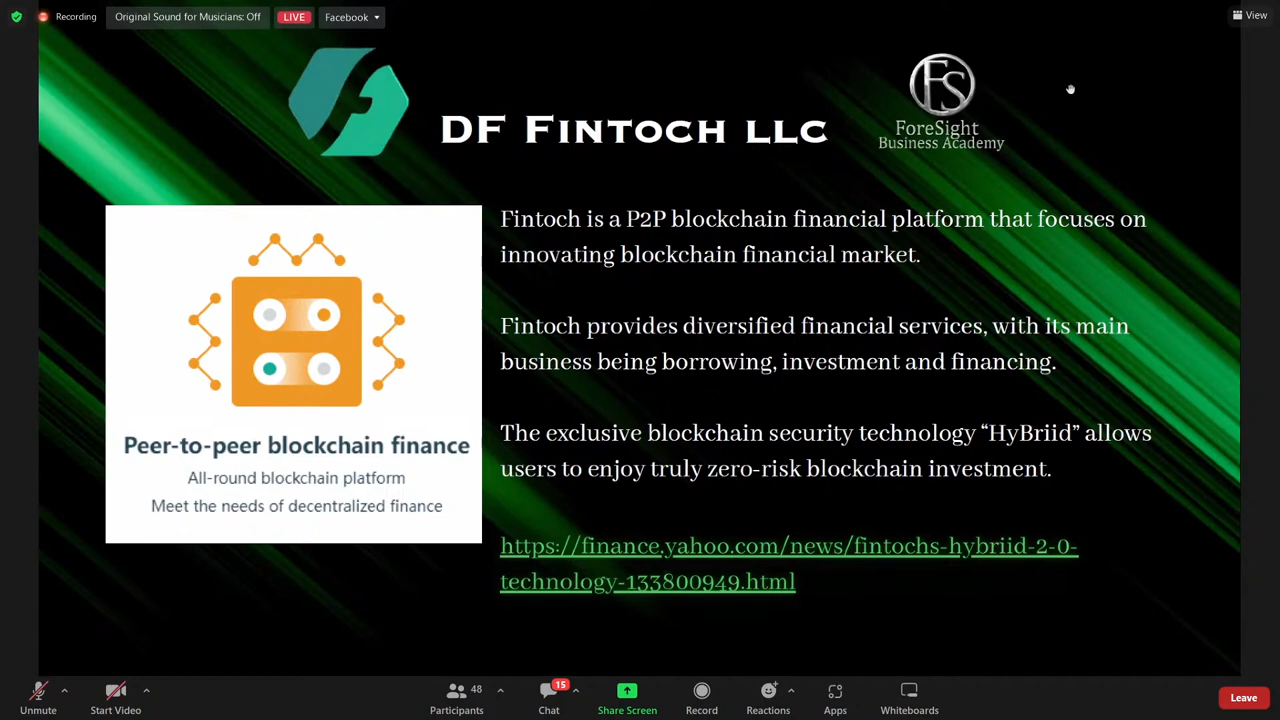 Recording
Original Sound for Musicians: Off
LIVE
Facebook
View
DF Fintoch llc
FS
ForeSight
Business Academy
Fintoch is a P2P blockchain financial platform that focuses on
innovating blockchain financial market.
Fintoch provides diversified financial services, with its main
business being borrowing, investment and financing.
The exclusive blockchain security technology “HyBriid” allows
users to enjoy truly zero-risk blockchain investment.
https://finance.yahoo.com/news/fintochs-hybriid-2-0-
technology-133800949.html
Peer-to-peer blockchain finance
All-round blockchain platform
Meet the needs of decentralized finance
Unmute
Start Video
48
Participants
15
Chat
Share Screen
Record
Reactions
Apps
Whiteboards
Leave